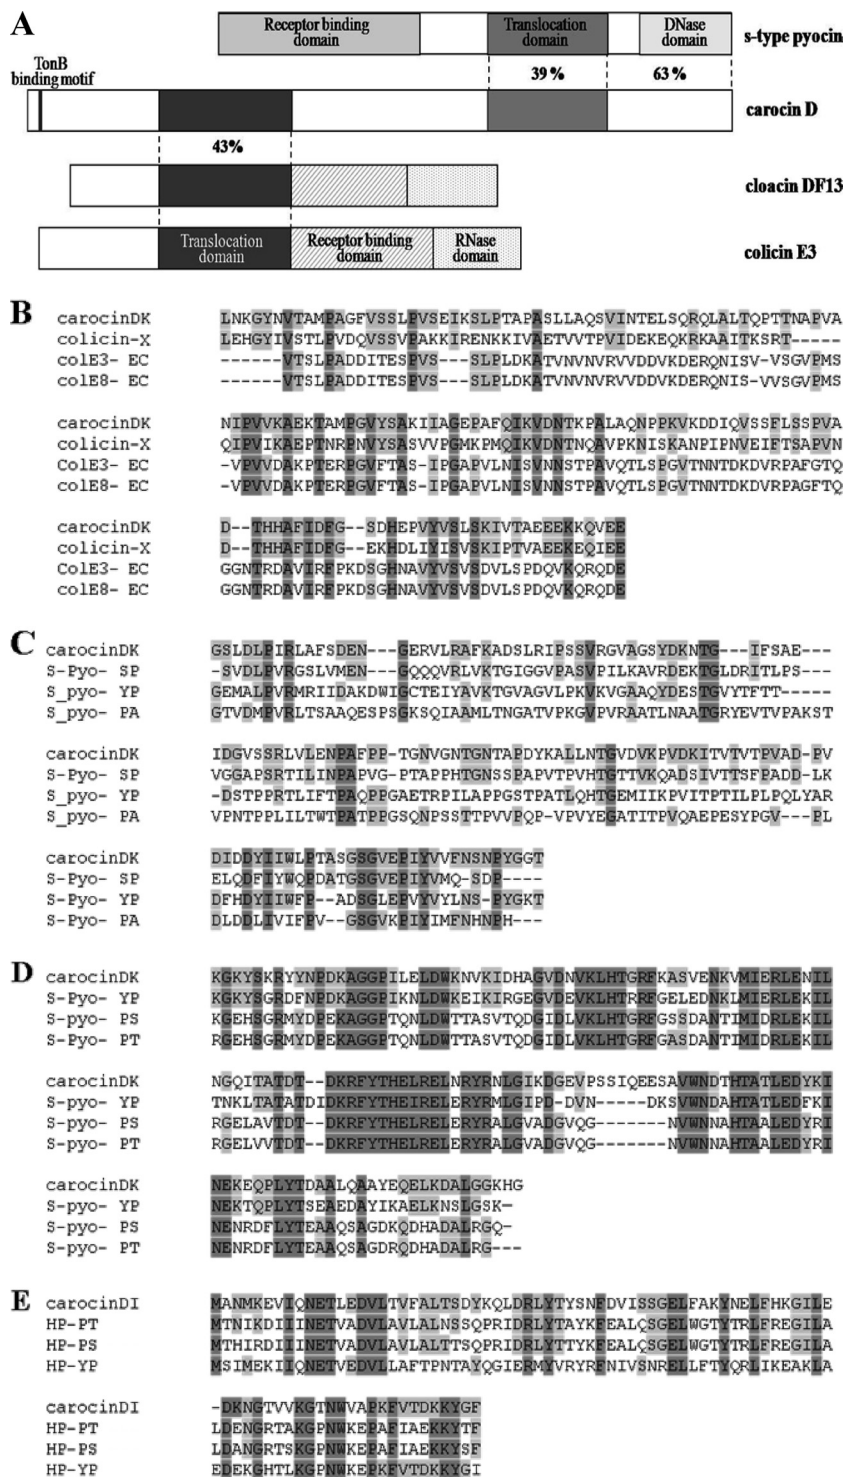 A
Receptor binding domain
Translocation domain
DNase domain
s-type pyocin
TonB binding motif
39 %
63 %
carocin D
43%
cloacin DF13
Translocation domain
Receptor binding domain
RNase domain
colicin E3
B
carocinDK LNKGYNVTAMPAGFVSSLPVSEIKSLPTAPASLLAQSVINTELSQRQLALTQPTTNAPVA
colicin-X LEHGYIVSTLPVDQVSSVPAKKIRENKKIVAETVVTPVIDEKEQKRKAAITKSRT-----
colE3- EC ------VTSLPADDITESPVS---SLPLDKATVNVNVRVVDDVKDERQNISV-VSGVPMS
colE8- EC ------VTSLPADDITESPVS---SLPLDKATVNVNVRVVDDVKDERQNIS-VVSGVPMS
carocinDK NIPVVKAEKTAMPGVYSAKIIAGEPAFQIKVDNTKPALAQNPPKVKDDIQVSSFLSSPVA
colicin-X QIPVIKAEPTNRPNVYSASVVPGMKPMQIKVDNTNQAVPKNISKANPIPNVEIFTSAPVN
ColE3- EC -VPVVDAKPTERPGVFTAS-IPGAPVLNISVNNSTPAVQTLSPGVTNNTDKDVRPAFGTQ
colE8- EC -VPVVDAKPTERPGVFTAS-IPGAPVLNISVNNSTPAVQTLSPGVTNNTDKDVRPAGFTQ
carocinDK D--THHAFIDFG--SDHEPVYVSLSKIVTAEEEKKQVEE
colicin-X D--THHAFIDFG--EKHDLIYISVSKIPTVAEEKEQIEE
ColE3- EC GGNTRDAVIRFPKDSGHNAVYVSVSDVLSPDQVKQRQDE
colE8- EC GGNTRDAVIRFPKDSGHNAVYVSVSDVLSPDQVKQRQDE
C
carocinDK GSLDLPIRLAFSDEN---GERVLRAFKADSLRIPSSVRGVAGSYDKNTG---IFSAE---
S-Pyo- SP -SVDLPVRGSLVMEN---GQQQVRLVKTGIGGVPASVPILKAVRDEKTGLDRITLPS---
S_pyo- YP GEMALPVRMRIIDAKDWIGCTEIYAVKTGVAGVLPKVKVGAAQYDESTGVYTFTT-----
S_pyo- PA GTVDMPVRLTSAAQESPSGKSQIAAMLTNGATVPKGVPVRAATLNAATGRYEVTVPAKST
carocinDK IDGVSSRLVLENPAFPP-TGNVGNTGNTAPDYKALLNTGVDVKPVDKITVTVTPVAD-PV
S-Pyo- SP VGGAPSRTILINPAPVG-PTAPPHTGNSSPAPVTPVHTGTTVKQADSIVTTSFPADD-LK
S_pyo- YP -DSTPPRTLIFTPAQPPGAETRPILAPPGSTPATLQHTGEMIIKPVITPTILPLPQLYAR
S_pyo- PA VPNTPPLILTWTPATPPGSQNPSSTTPVVPQP-VPVYEGATITPVQAEPESYPGV---PL
carocinDK DIDDYIIWLPTASGSGVEPIYVVFNSNPYGGT
S-Pyo- SP ELQDFIYWQPDATGSGVEPIYVMQ-SDP----
S-Pyo- YP DFHDYIIWFP--ADSGLEPVYVYLNS-PYGKT
S-Pyo- PA DLDDLIVIFPV--GSGVKPIYIMFNHNPH---
D
carocinDK KGKYSKRYYNPDKAGGPILELDWKNVKIDHAGVDNVKLHTGRFKASVENKVMIERLENIL
S-Pyo- YP KGKYSGRDFNPDKAGGPIKNLDWKEIKIRGEGVDEVKLHTRRFGELEDNKLMIERLEKIL
S-pyo- PS KGEHSGRMYDPEKAGGPTQNLDWTTASVTQDGIDLVKLHTGRFGSSDANTIMIDRLEKIL
S-Pyo- PT RGEHSGRMYDPEKAGGPTQNLDWTTASVTQDGIDVVKLHTGRFGASDANTIMIDRLEKIL
carocinDK NGQITATDT--DKRFYTHELRELNRYRNLGIKDGEVPSSIQEESAVWNDTHTATLEDYKI
S-pyo- YP TNKLTATATDIDKRFYTHELRELERYRMLGIPD-DVN----DKSVWNDAHTATLEDFKI
S-pyo- PS RGELAVTDT--DKRFYTHELRELERYRALGVADGVQG------NVWNNAHTAALEDYRI
S-pyo- PT RGELVVTDT--DKRFYTHELRELERYRALGVADGVQG------NVWNNAHTAALEDYRI
carocinDK NEKEQPLYTDAALQAAYEQELKDALGGKHG
S-Pyo- YP NEKTQPLYTSEAEDAYIKAELKNSLGSK-
S-pyo- PS NENRDFLYTEAAQSAGDKQDHADALRGQ-
S-Pyo- PT NENRDFLYTEAAQSAGDRQDHADALRG---
E
carocinDI MANMKEVIQNETLEDVLTVFALTSDYKQLDRLYTYSNFDVISSGELFAKYNELFHKGILE
HP-PT MTNIKDIIINETVADVLAVLALNSSQPRIDRLYTAYKFEALQSGELWGTYTRLFREGILA
HP-PS MTHIRDIIINETVADVLAVLALTTSQPRIDRLYTTYKFEALQSGELWGTYTRLFREGILA
HP-YP MSIMEKIIQNETVEDVLLAFTPNTAYQGIERMYVRYRFNIVSNRELLFTYQRLIKEAKLA
carocinDI -DKNGTVVKGTNWVAPKFVTDKKYGF
HP-PT LDENGRTAKGPNWKEPAFIAEKKYTF
HP-PS LDANGRTSKGPNWKEPAFIAEKKYSF
HP-YP EDEKGHTLKGPNWKEPKFVTDKKYGI